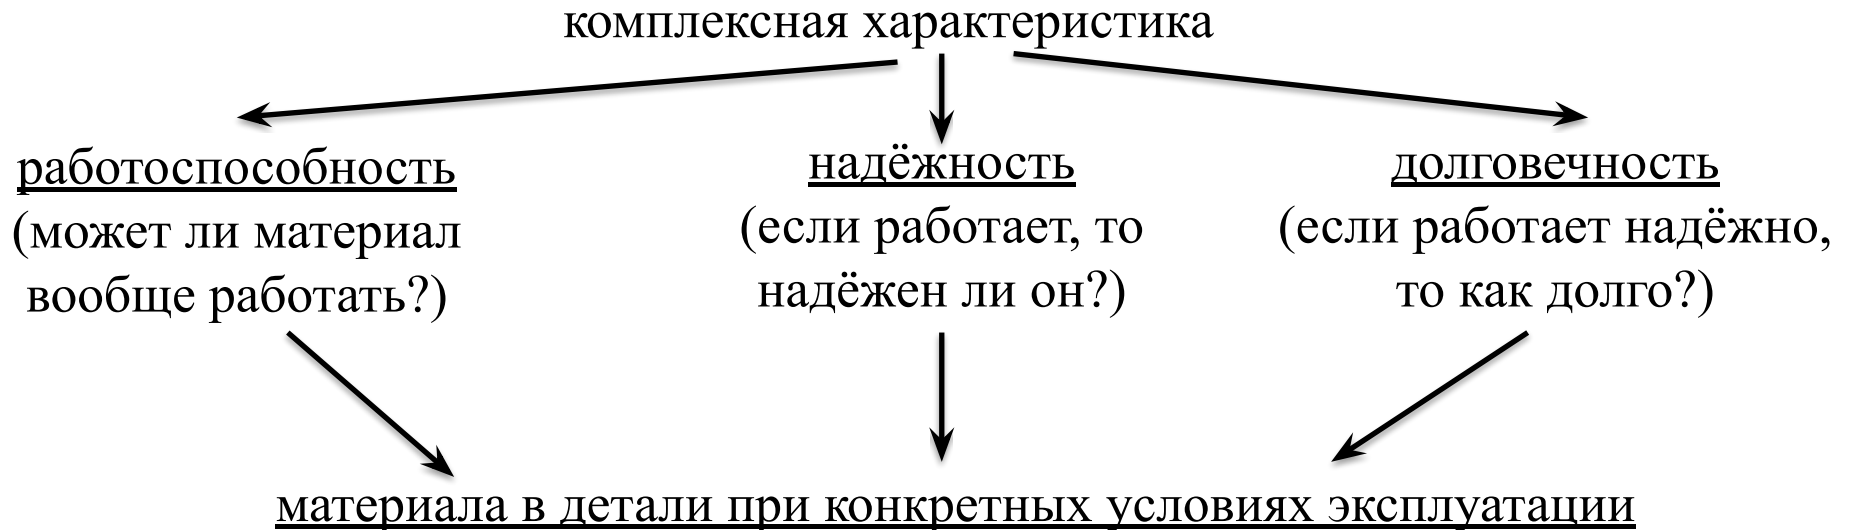 комплексная характеристика
работоспособность
(может ли материал
вообще работать?)
надёжность
(если работает, то
надёжен ли он?)
долговечность
(если работает надёжно,
то как долго?)
материала в детали при конкретных условиях эксплуатации